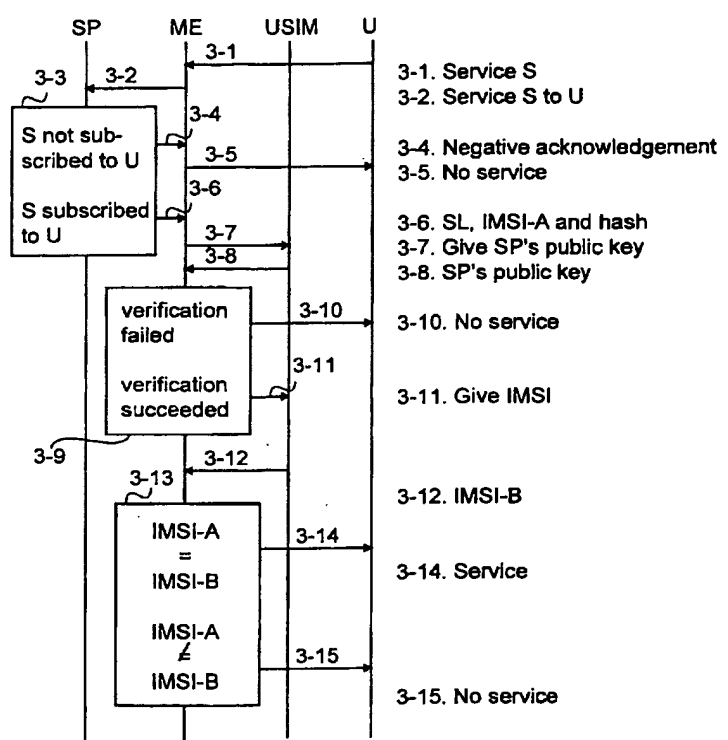 SP ME USIM U
3-1
3-1. Service S
3-3 3-2
3-2. Service S to U
S not sub-
scribed to U
3-4
3-4. Negative acknowledgement
3-5
3-5. No service
S subscribed
to U
3-6
3-6. SL, IMSI-A and hash
3-7
3-7. Give SP's public key
3-8
3-8. SP's public key
verification
failed
3-10
3-10. No service
verification
succeeded
3-11
3-11. Give IMSI
3-9
3-12
3-12. IMSI-B
3-13
IMSI-A
=
IMSI-B
3-14
3-14. Service
IMSI-A
≠
IMSI-B
3-15
3-15. No service